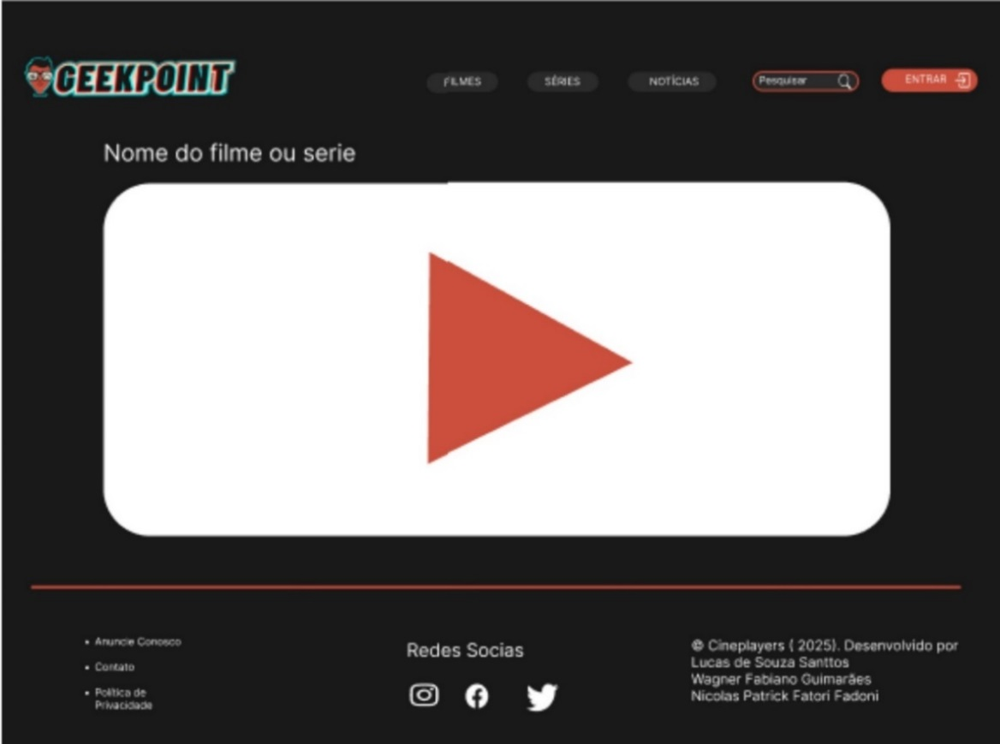 GEEKPOINT
FILMES
SÉRIES
NOTÍCIAS
Pesquisar
ENTRAR
Nome do filme ou serie
• Anuncie Conosco
• Contato
• Política de
Privacidade
Redes Socias
© Cineplayers ( 2025). Desenvolvido por
Lucas de Souza Santtos
Wagner Fabiano Guimarães
Nicolas Patrick Fatori Fadoni